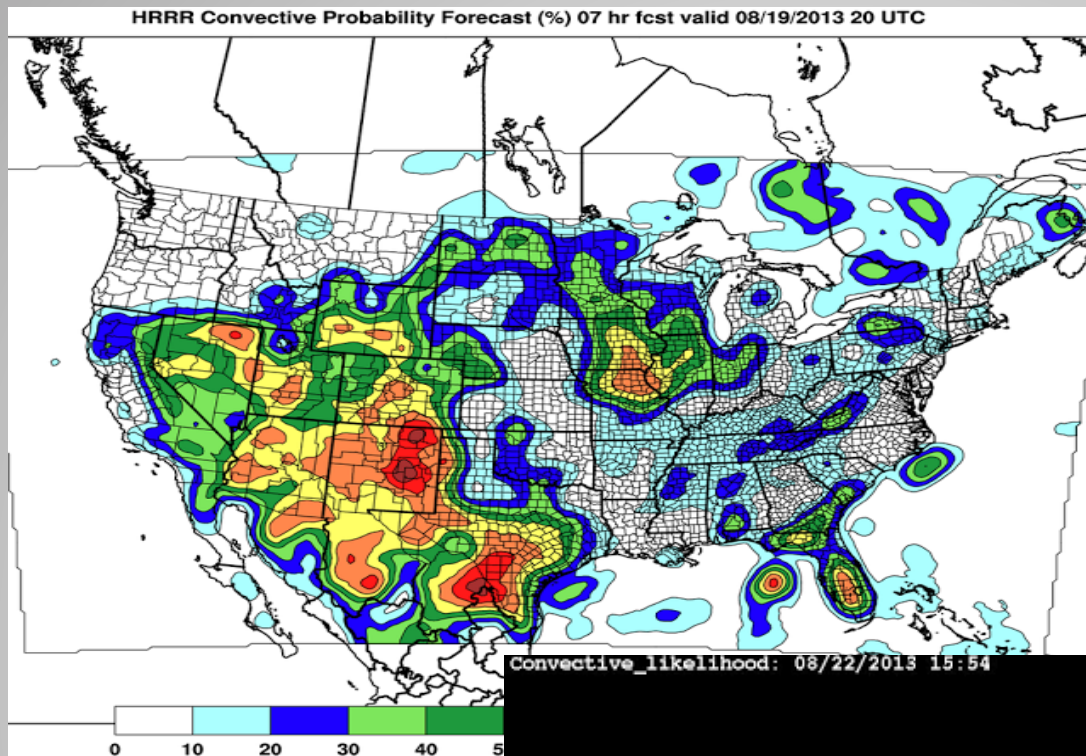 HRRR Convective Probability Forecast (%) 07 hr fcst valid 08/19/2013 20 UTC
Convective_likelihood: 08/22/2013 15:54
0 10 20 30 40